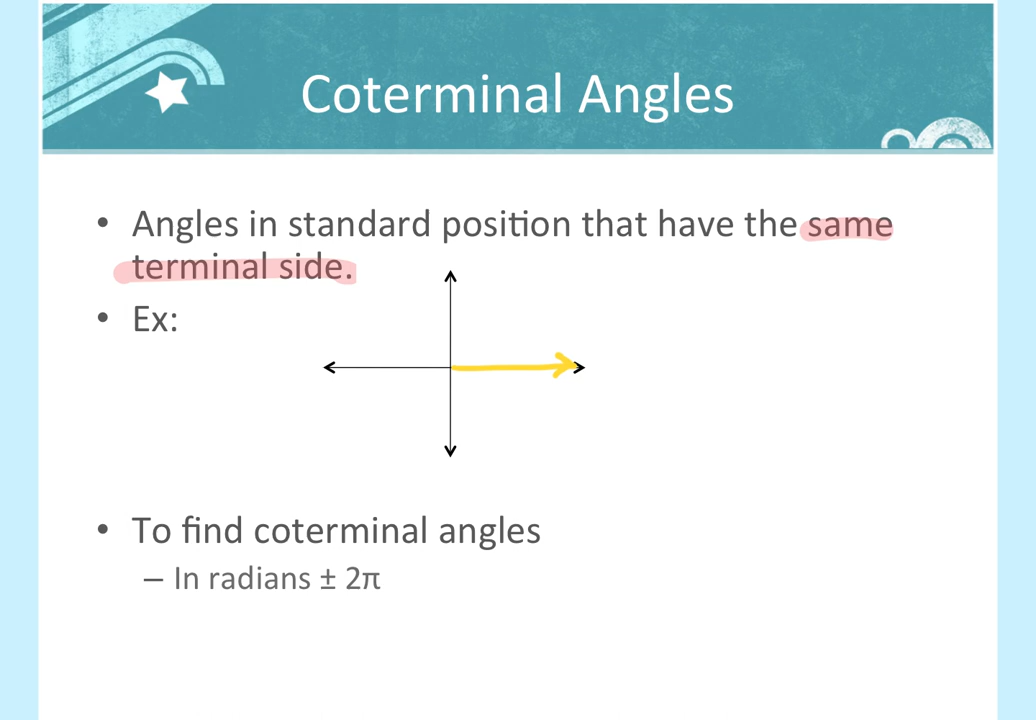 Coterminal Angles
• Angles in standard position that have the same
terminal side.
• Ex:
• To find coterminal angles
– In radians ± 2π